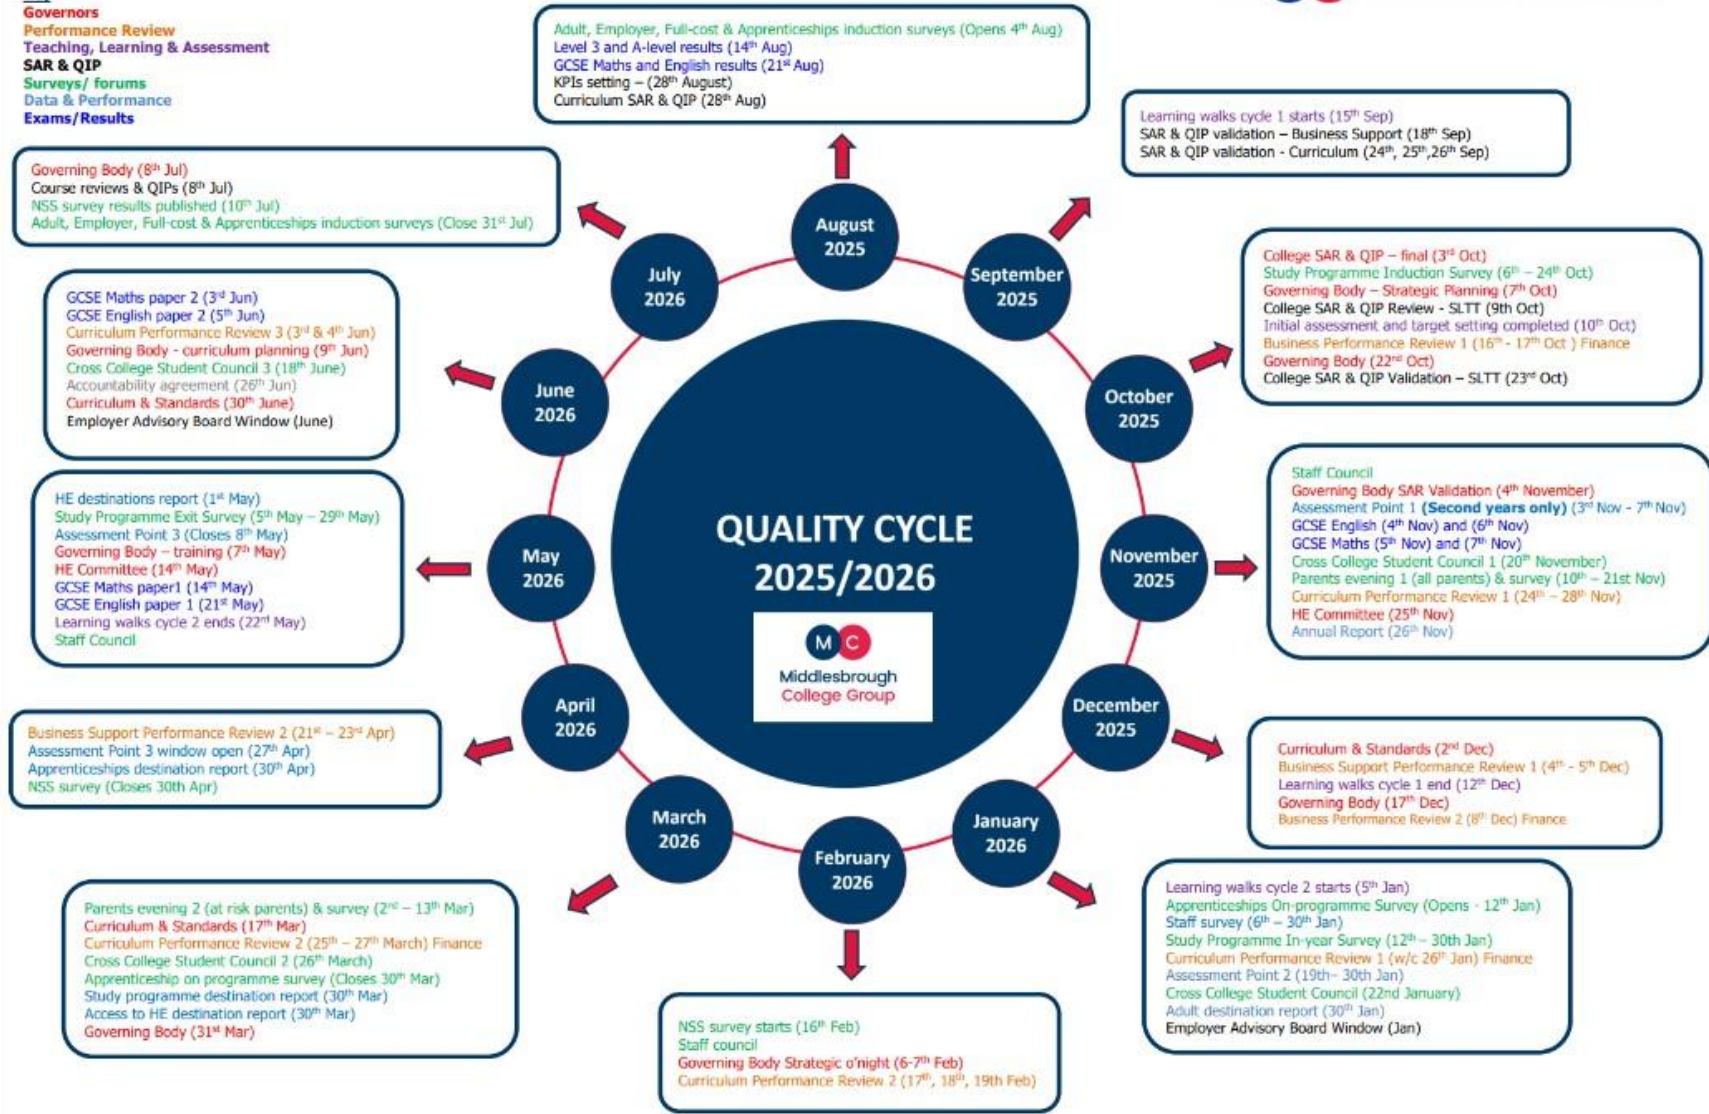 Governors
Performance Review
Teaching, Learning & Assessment
SAR & QIP
Surveys/ forums
Data & Performance
Exams/Results
Adult, Employer, Full-cost & Apprenticeships induction surveys (Opens 4th Aug)
Level 3 and A-level results (14th Aug)
GCSE Maths and English results (21st Aug)
KPIs setting – (28th August)
Curriculum SAR & QIP (28th Aug)
Learning walks cycle 1 starts (15th Sep)
SAR & QIP validation – Business Support (18th Sep)
SAR & QIP validation - Curriculum (24th, 25th,26th Sep)
College SAR & QIP – final (3rd Oct)
Study Programme Induction Survey (6th – 24th Oct)
Governing Body – Strategic Planning (7th Oct)
College SAR & QIP Review - SLTT (9th Oct)
Initial assessment and target setting completed (10th Oct)
Business Performance Review 1 (16th - 17th Oct ) Finance
Governing Body (22nd Oct)
College SAR & QIP Validation – SLTT (23rd Oct)
Staff Council
Governing Body SAR Validation (4th November)
Assessment Point 1 (Second years only) (3rd Nov - 7th Nov)
GCSE English (4th Nov) and (6th Nov)
GCSE Maths (5th Nov) and (7th Nov)
Cross College Student Council 1 (20th November)
Parents evening 1 (all parents) & survey (10th – 21st Nov)
Curriculum Performance Review 1 (24th – 28th Nov)
HE Committee (25th Nov)
Annual Report (26th Nov)
Curriculum & Standards (2nd Dec)
Business Support Performance Review 1 (4th - 5th Dec)
Learning walks cycle 1 end (12th Dec)
Governing Body (17th Dec)
Business Performance Review 2 (8th Dec) Finance
Learning walks cycle 2 starts (5th Jan)
Apprenticeships On-programme Survey (Opens - 12th Jan)
Staff survey (6th – 30th Jan)
Study Programme In-year Survey (12th – 30th Jan)
Curriculum Performance Review 1 (w/c 26th Jan) Finance
Assessment Point 2 (19th– 30th Jan)
Cross College Student Council (22nd January)
Adult destination report (30th Jan)
Employer Advisory Board Window (Jan)
NSS survey starts (16th Feb)
Staff council
Governing Body Strategic o'night (6-7th Feb)
Curriculum Performance Review 2 (17th, 18th, 19th Feb)
Parents evening 2 (at risk parents) & survey (2nd – 13th Mar)
Curriculum & Standards (17th Mar)
Curriculum Performance Review 2 (25th – 27th March) Finance
Cross College Student Council 2 (26th March)
Apprenticeship on programme survey (Closes 30th Mar)
Study programme destination report (30th Mar)
Access to HE destination report (30th Mar)
Governing Body (31st Mar)
Business Support Performance Review 2 (21st – 23rd Apr)
Assessment Point 3 window open (27th Apr)
Apprenticeships destination report (30th Apr)
NSS survey (Closes 30th Apr)
HE destinations report (1st May)
Study Programme Exit Survey (5th May – 29th May)
Assessment Point 3 (Closes 8th May)
Governing Body – training (7th May)
HE Committee (14th May)
GCSE Maths paper1 (14th May)
GCSE English paper 1 (21st May)
Learning walks cycle 2 ends (22nd May)
Staff Council
GCSE Maths paper 2 (3rd Jun)
GCSE English paper 2 (5th Jun)
Curriculum Performance Review 3 (3rd & 4th Jun)
Governing Body - curriculum planning (9th Jun)
Cross College Student Council 3 (18th June)
Accountability agreement (26th Jun)
Curriculum & Standards (30th June)
Employer Advisory Board Window (June)
Governing Body (8th Jul)
Course reviews & QIPs (8th Jul)
NSS survey results published (10th Jul)
Adult, Employer, Full-cost & Apprenticeships induction surveys (Close 31st Jul)
August
2025
September
2025
October
2025
November
2025
December
2025
January
2026
February
2026
March
2026
April
2026
May
2026
June
2026
July
2026
QUALITY CYCLE
2025/2026
M C
Middlesbrough
College Group